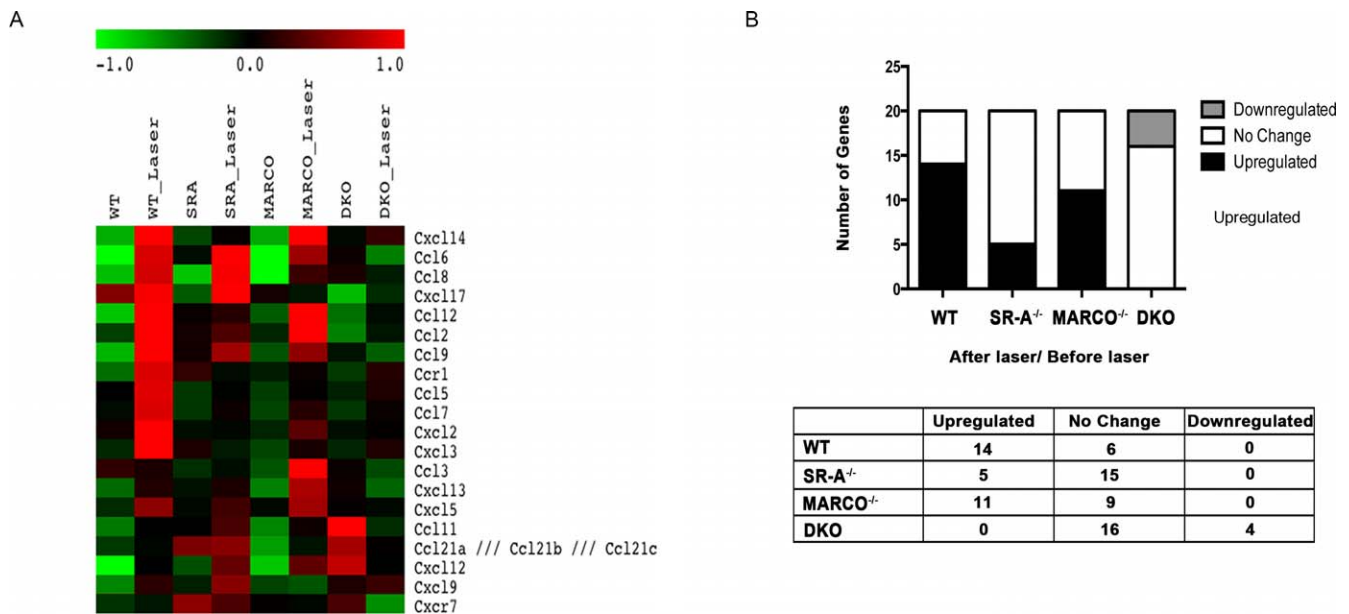 A
-1.0 0.0 1.0
WT
WT_Laser
SRA
SRA_Laser
MARCO
MARCO_Laser
DKO
DKO_Laser
Cxcl14
Ccl6
Ccl8
Cxcl17
Ccl12
Ccl2
Ccl9
Ccr1
Ccl5
Ccl7
Cxcl2
Cxcl3
Ccl3
Cxcl13
Cxcl5
Ccl11
Ccl21a /// Ccl21b /// Ccl21c
Cxcl12
Cxcl9
Cxcr7
B
Number of Genes
25
20
15
10
5
0
WT SR-A-/- MARCO-/- DKO
After laser/ Before laser
Downregulated
No Change
Upregulated
Upregulated
Upregulated No Change Downregulated
WT 14 6 0
SR-A-/- 5 15 0
MARCO-/- 11 9 0
DKO 0 16 4